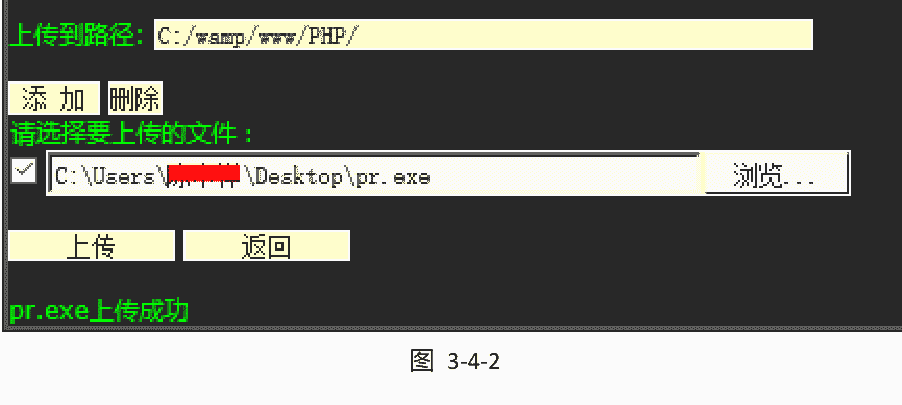 上传到路径：C:/wamp/www/PHP/
添 加 删除
请选择要上传的文件：
C:\Users\ \Desktop\pr.exe 浏览...
上传 返回
pr.exe上传成功
图 3-4-2